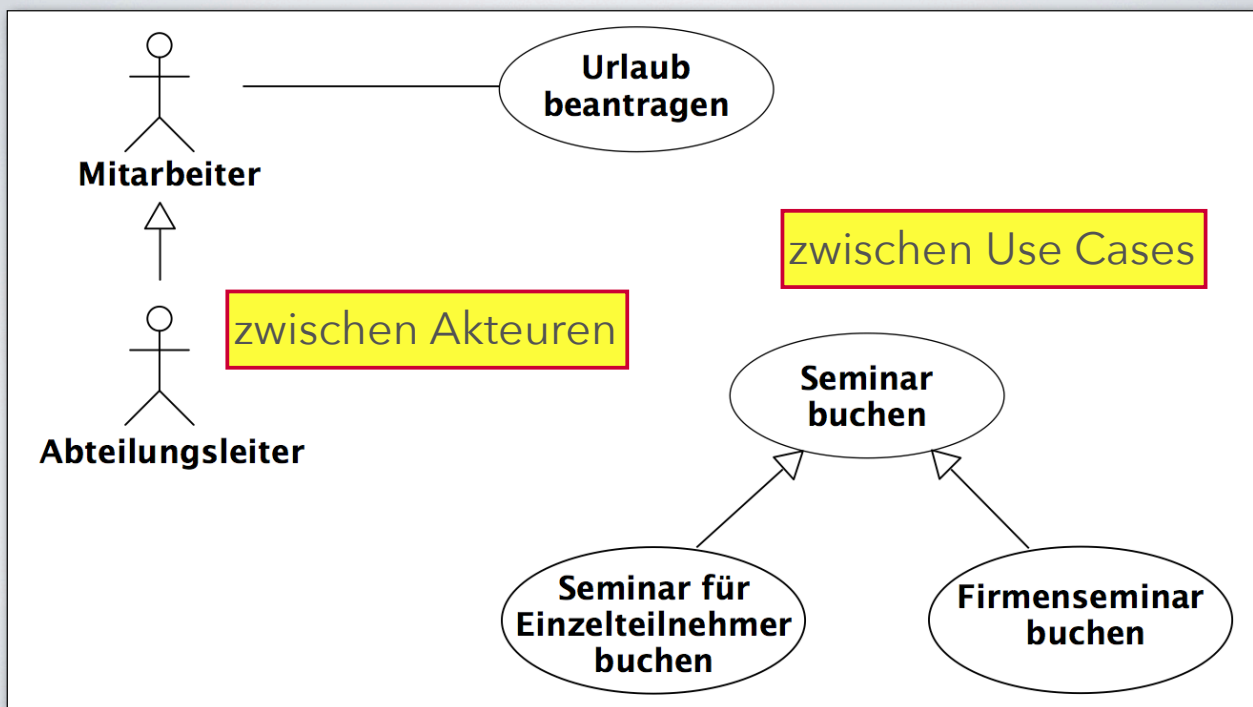 Urlaub
beantragen
Mitarbeiter
zwischen Use Cases
zwischen Akteuren
Seminar
buchen
Abteilungsleiter
Seminar für
Einzelteilnehmer
buchen
Firmenseminar
buchen